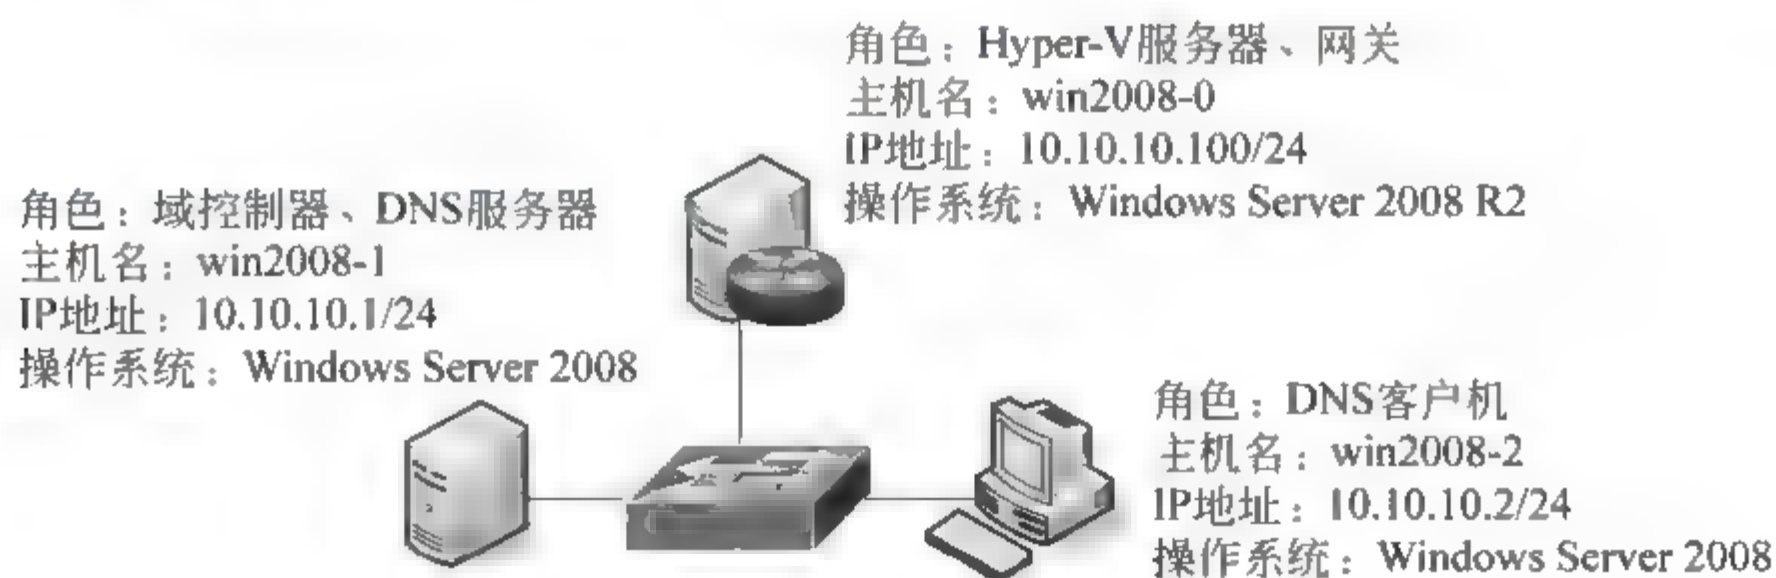 角色：Hyper-V服务器、网关
主机名：win2008-0
IP地址：10.10.10.100/24
操作系统：Windows Server 2008 R2
角色：域控制器、DNS服务器
主机名：win2008-1
IP地址：10.10.10.1/24
操作系统：Windows Server 2008
角色：DNS客户机
主机名：win2008-2
IP地址：10.10.10.2/24
操作系统：Windows Server 2008